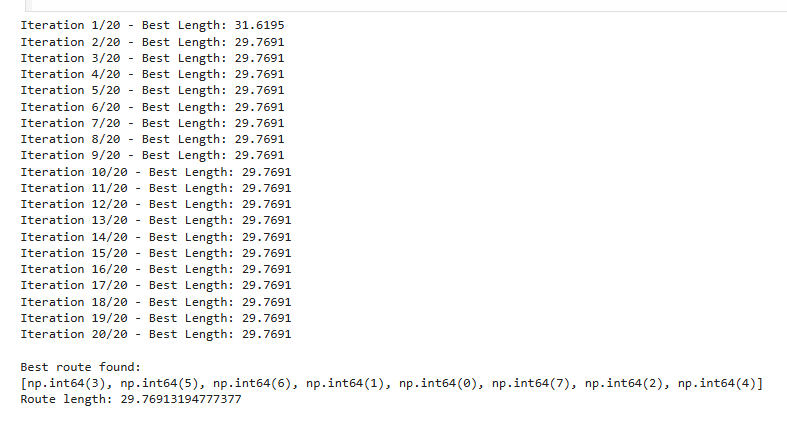 Iteration 1/20 - Best Length: 31.6195
Iteration 2/20 - Best Length: 29.7691
Iteration 3/20 - Best Length: 29.7691
Iteration 4/20 - Best Length: 29.7691
Iteration 5/20 - Best Length: 29.7691
Iteration 6/20 - Best Length: 29.7691
Iteration 7/20 - Best Length: 29.7691
Iteration 8/20 - Best Length: 29.7691
Iteration 9/20 - Best Length: 29.7691
Iteration 10/20 - Best Length: 29.7691
Iteration 11/20 - Best Length: 29.7691
Iteration 12/20 - Best Length: 29.7691
Iteration 13/20 - Best Length: 29.7691
Iteration 14/20 - Best Length: 29.7691
Iteration 15/20 - Best Length: 29.7691
Iteration 16/20 - Best Length: 29.7691
Iteration 17/20 - Best Length: 29.7691
Iteration 18/20 - Best Length: 29.7691
Iteration 19/20 - Best Length: 29.7691
Iteration 20/20 - Best Length: 29.7691
Best route found:
[np.int64(3), np.int64(5), np.int64(6), np.int64(1), np.int64(0), np.int64(7), np.int64(2), np.int64(4)]
Route length: 29.76913194777377